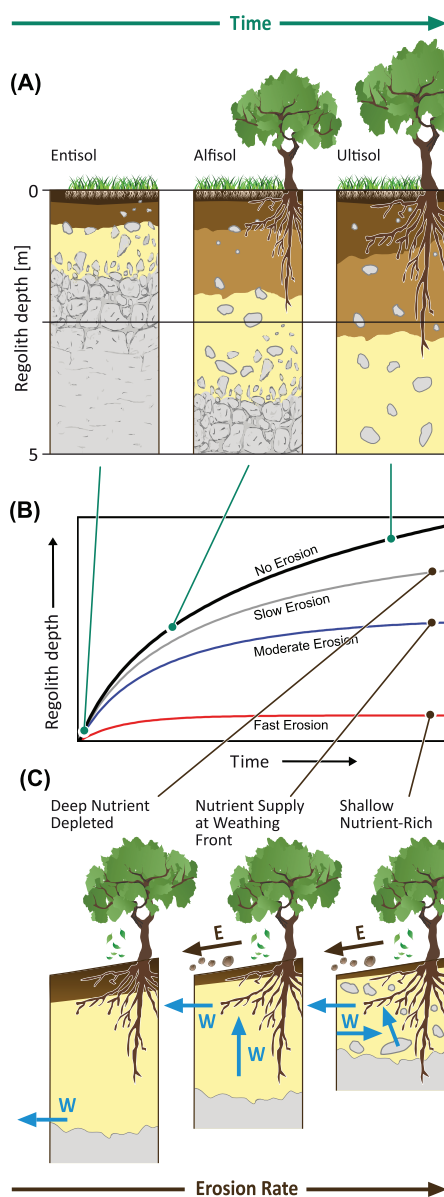 Time
(A)
Entisol
Alfisol
Ultisol
0
Regolith depth [m]
5
(B)
No Erosion
Slow Erosion
Moderate Erosion
Fast Erosion
Regolith depth
Time
(C)
Deep Nutrient
Depleted
Nutrient Supply
at Weathing
Front
Shallow
Nutrient-Rich
E
E
W
W
W
W
W
W
Erosion Rate